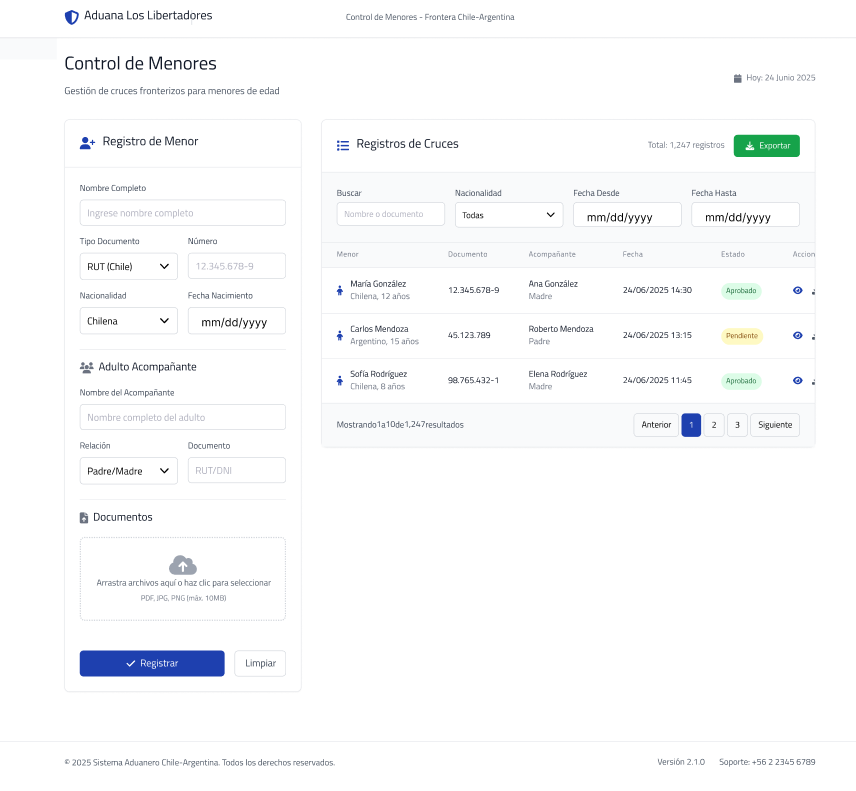 Aduana Los Libertadores
Control de Menores - Frontera Chile-Argentina
Control de Menores
Gestión de cruces fronterizos para menores de edad
Hoy: 24 Junio 2025
Registro de Menor
Nombre Completo
Ingrese nombre completo
Tipo Documento Número
RUT (Chile) 12.345.678-9
Nacionalidad Fecha Nacimiento
Chilena mm/dd/yyyy
Adulto Acompañante
Nombre del Acompañante
Nombre completo del adulto
Relación Documento
Padre/Madre RUT/DNI
Documentos
Arrastra archivos aquí o haz clic para seleccionar
PDF, JPG, PNG (máx. 10MB)
Registrar Limpiar
Registros de Cruces
Total: 1,247 registros Exportar
Buscar Nacionalidad Fecha Desde Fecha Hasta
Nombre o documento Todas mm/dd/yyyy mm/dd/yyyy
Menor Documento Acompañante Fecha Estado Accion
María González 12.345.678-9 Ana González 24/06/2025 14:30 Aprobado
Chilena, 12 años Madre
Carlos Mendoza 45.123.789 Roberto Mendoza 24/06/2025 13:15 Pendiente
Argentino, 15 años Padre
Sofía Rodríguez 98.765.432-1 Elena Rodríguez 24/06/2025 11:45 Aprobado
Chilena, 8 años Madre
Mostrando1a10de1,247resultados Anterior 1 2 3 Siguiente
© 2025 Sistema Aduanero Chile-Argentina. Todos los derechos reservados.
Versión 2.1.0 Soporte: +56 2 2345 6789